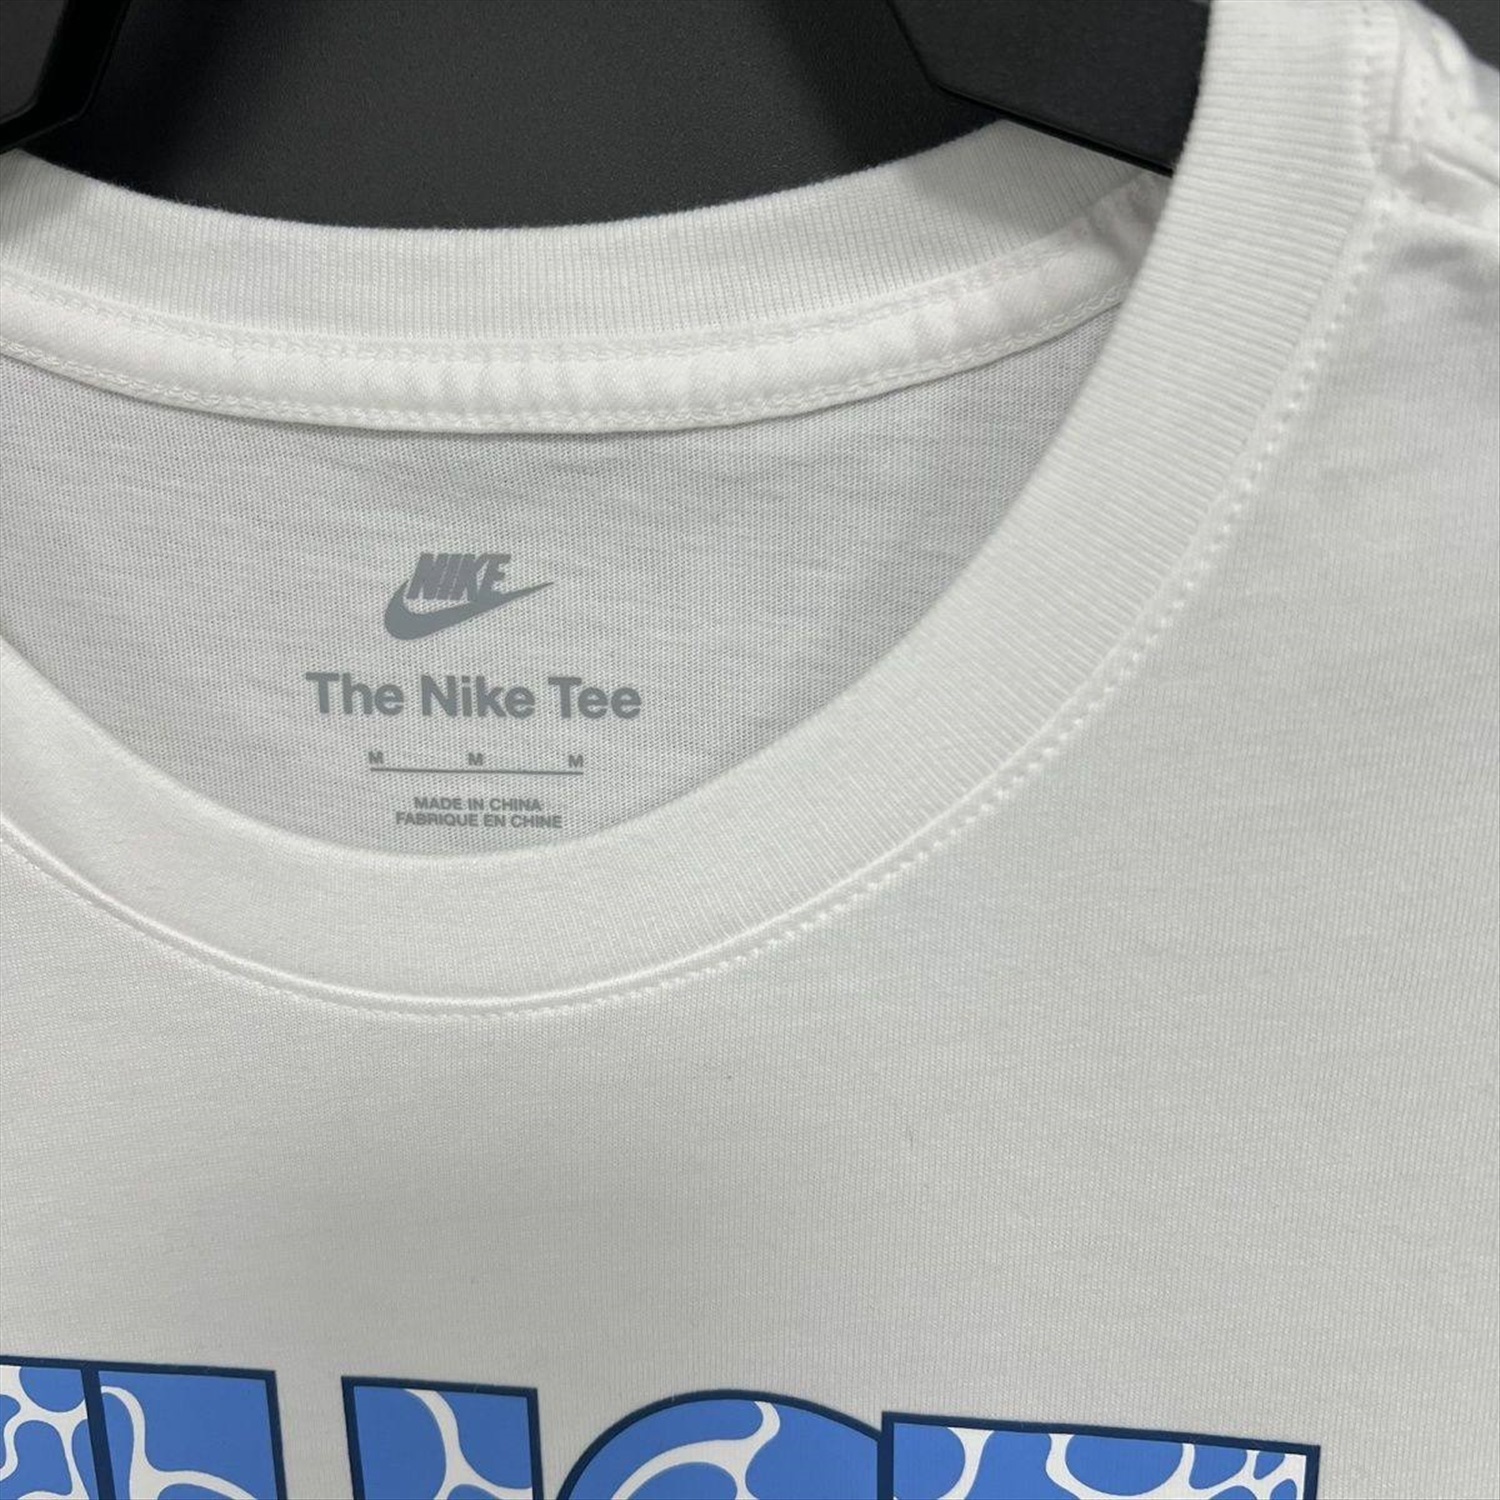 NIKE
The Nike Tee
M M M
MADE IN CHINA
FABRIQUE EN CHINE